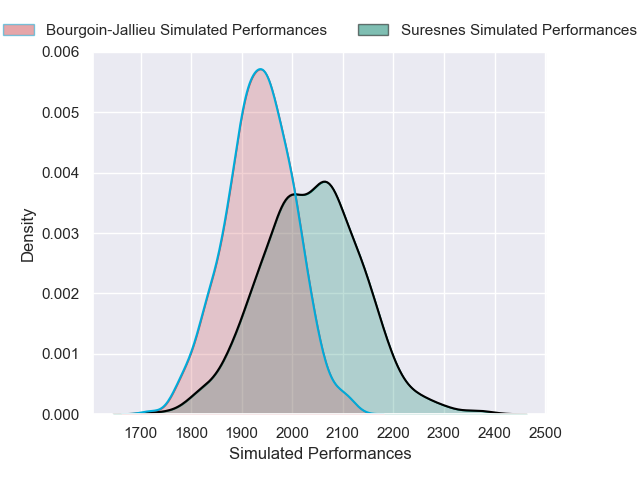 Bourgoin-Jallieu Simulated Performances
Suresnes Simulated Performances
0.006
0.005
0.004
0.003
0.002
0.001
0.000
Density
1700 1800 1900 2000 2100 2200 2300 2400 2500
Simulated Performances